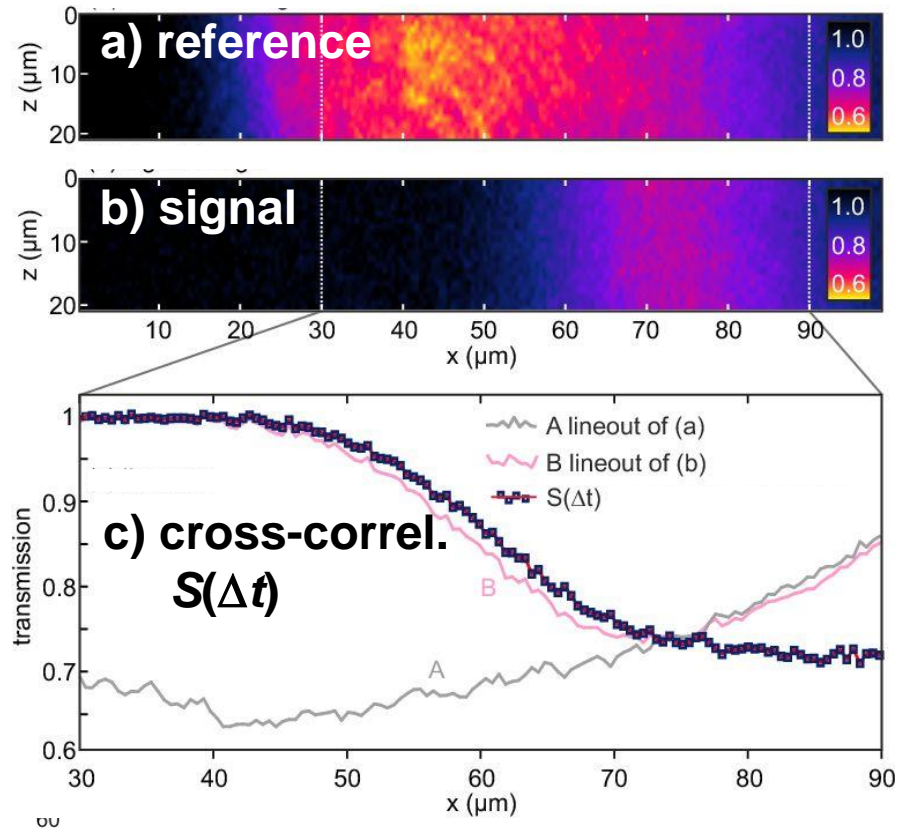 a) reference
0
10
20
z (µm)
1.0
0.8
0.6
b) signal
0
10
20
z (µm)
1.0
0.8
0.6
10 20 30 40 50 60 70 80 90
x (µm)
1
0.9
0.8
0.7
0.6
transmission
A lineout of (a)
B lineout of (b)
S(Δt)
c) cross-correl.
S(Δt)
B
A
30 40 50 60 70 80 90
x (µm)